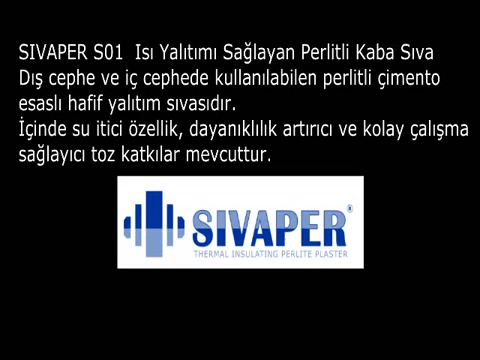 SIVAPER S01  Isı Yalıtımı Sağlayan Perlitli Kaba Sıva
Dış cephe ve iç cephede kullanılabilen perlitli çimento
esaslı hafif yalıtım sıvasıdır.
İçinde su itici özellik, dayanıklılık artırıcı ve kolay çalışma
sağlayıcı toz katkılar mevcuttur.
SIVAPER®
THERMAL INSULATING PERLITE PLASTER